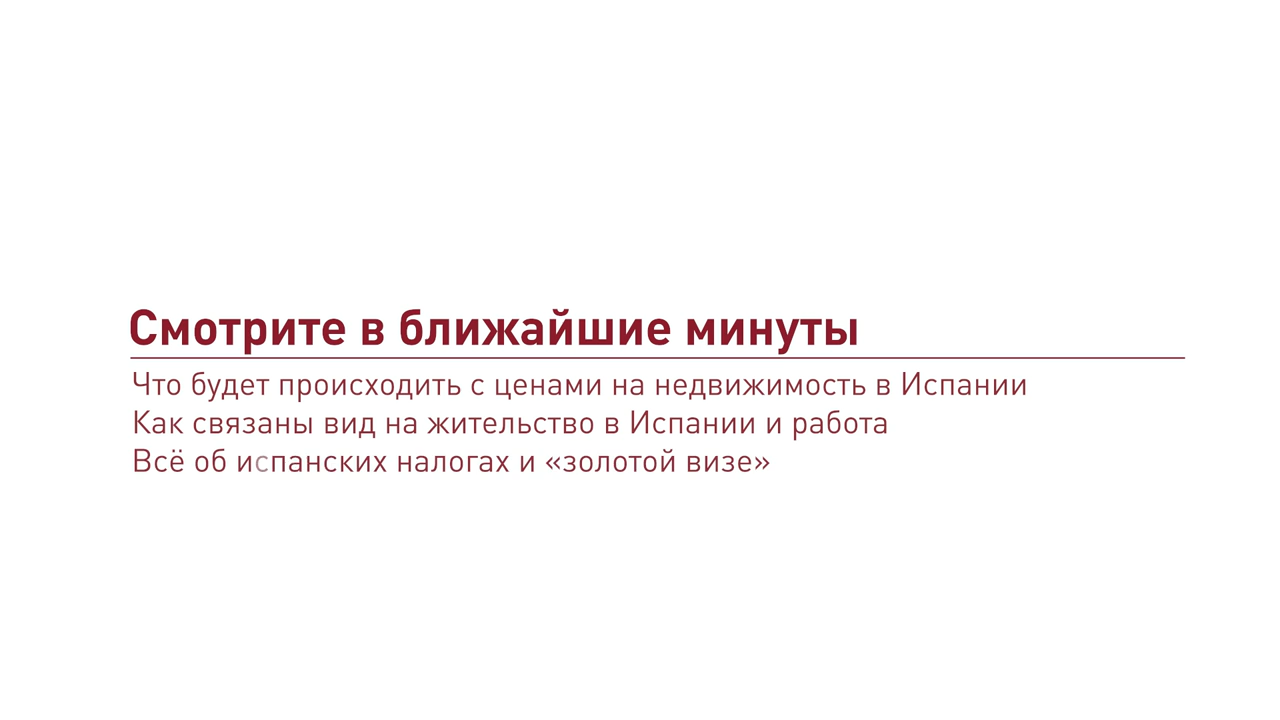 Смотрите в ближайшие минуты
Что будет происходить с ценами на недвижимость в Испании
Как связаны вид на жительство в Испании и работа
Всё об испанских налогах и «золотой визе»